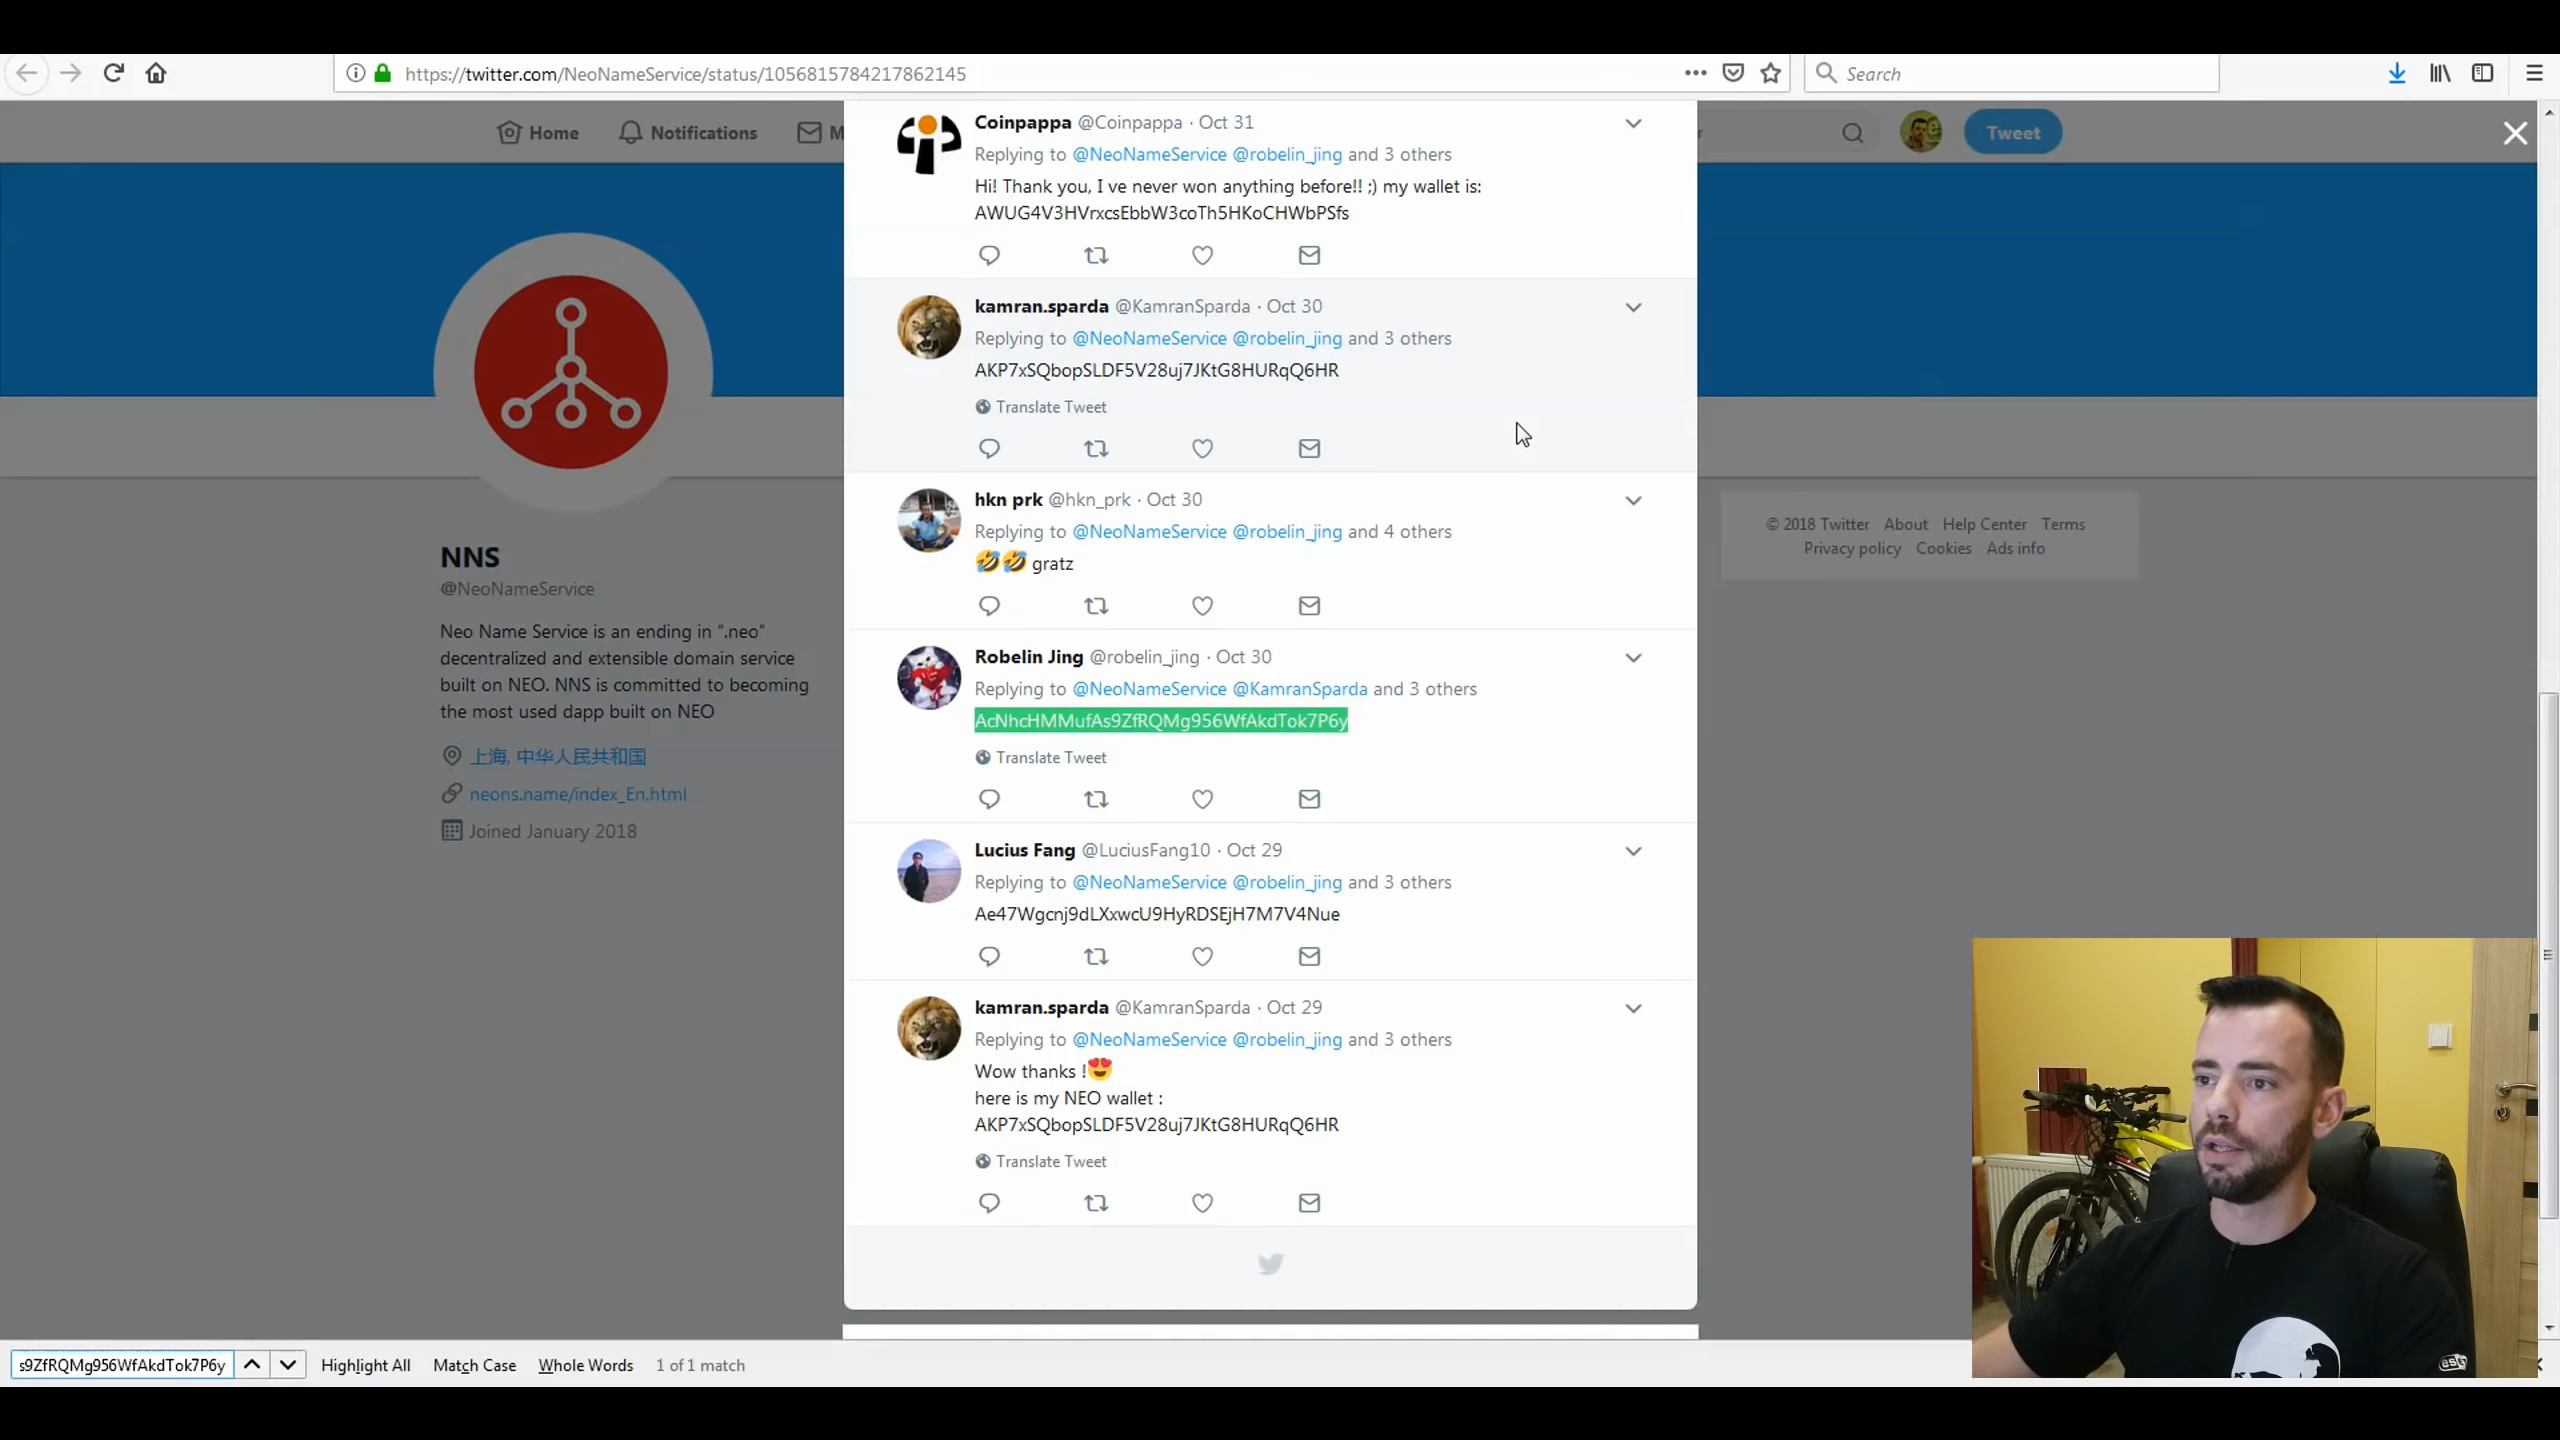 https://twitter.com/NeoNameService/status/1056815784217862145
Search
Home
Notifications
M
Tweet
Coinpappa @Coinpappa · Oct 31
Replying to @NeoNameService @robelin_jing and 3 others
Hi! Thank you, I ve never won anything before!! ;) my wallet is:
AWUG4V3HVrxcsEbbW3coTh5HKoCHWbPSfs
kamran.sparda @KamranSparda · Oct 30
Replying to @NeoNameService @robelin_jing and 3 others
AKP7xSQbopSLDF5V28uj7JKtG8HURqQ6HR
Translate Tweet
hkn prk @hkn_prk · Oct 30
Replying to @NeoNameService @robelin_jing and 4 others
🤣🤣 gratz
Robelin Jing @robelin_jing · Oct 30
Replying to @NeoNameService @KamranSparda and 3 others
AcNhcHMMufAs9ZfRQMg956WfAkdTok7P6y
Translate Tweet
Lucius Fang @LuciusFang10 · Oct 29
Replying to @NeoNameService @robelin_jing and 3 others
Ae47Wgcnj9dLXxwcU9HyRDSEjH7M7V4Nue
kamran.sparda @KamranSparda · Oct 29
Replying to @NeoNameService @robelin_jing and 3 others
Wow thanks !😍
here is my NEO wallet :
AKP7xSQbopSLDF5V28uj7JKtG8HURqQ6HR
Translate Tweet
NNS
@NeoNameService
Neo Name Service is an ending in “.neo”
decentralized and extensible domain service
built on NEO. NNS is committed to becoming
the most used dapp built on NEO
上海, 中华人民共和国
neons.name/index_En.html
Joined January 2018
© 2018 Twitter About Help Center Terms
Privacy policy Cookies Ads info
s9ZfRQMg956WfAkdTok7P6y
Highlight All
Match Case
Whole Words
1 of 1 match